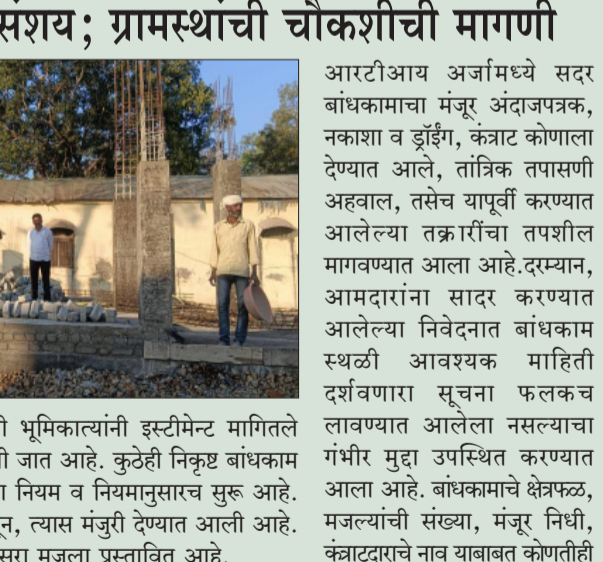 संशय; ग्रामस्थांची चौकशीची मागणी
भूमिकात्यांनी इस्टीमेन्ट मागितले
जात आहे. कुठेही निकृष्ट बांधकाम
नियम व नियमानुसारच सुरू आहे.
त्यास मंजुरी देण्यात आली आहे.
मजला प्रस्तावित आहे.
आरटीआय अर्जामध्ये सदर
बांधकामाचा मंजूर अंदाजपत्रक,
नकाशा व ड्रॉईंग, कंत्राट कोणाला
देण्यात आले, तांत्रिक तपासणी
अहवाल, तसेच यापूर्वी करण्यात
आलेल्या तक्रारींचा तपशील
मागवण्यात आला आहे.दरम्यान,
आमदारांना सादर करण्यात
आलेल्या निवेदनात बांधकाम
स्थळी आवश्यक माहिती
दर्शवणारा सूचना फलकच
लावण्यात आलेला नसल्याचा
गंभीर मुद्दा उपस्थित करण्यात
आला आहे. बांधकामाचे क्षेत्रफळ,
मजल्यांची संख्या, मंजूर निधी,
कंत्राटदाराचे नाव याबाबत कोणतीही